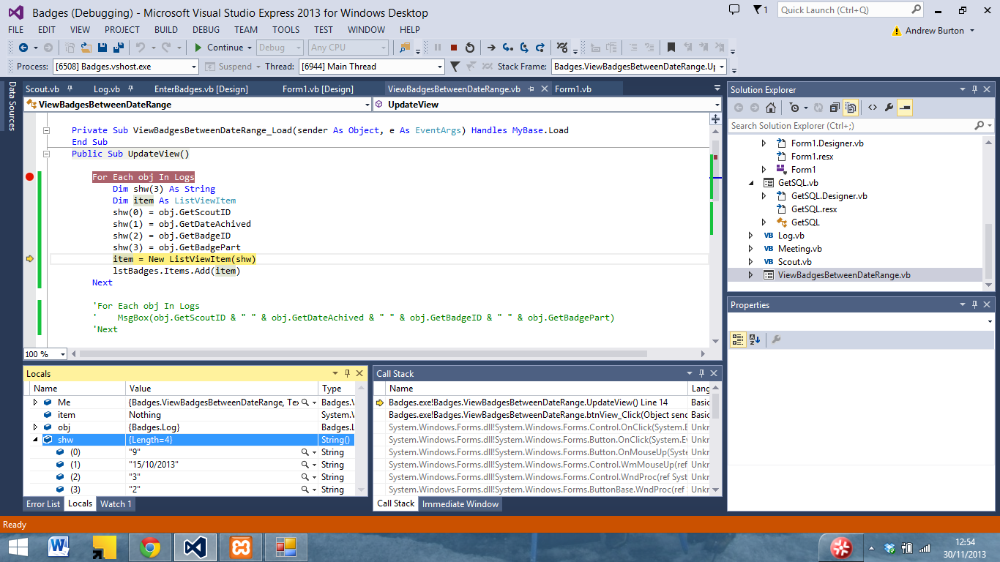 Badges (Debugging) - Microsoft Visual Studio Express 2013 for Windows Desktop
1
Quick Launch (Ctrl+Q)
FILE EDIT VIEW PROJECT BUILD DEBUG TEAM TOOLS TEST WINDOW HELP
Andrew Burton
Continue Debug Any CPU
Process: [6508] Badges.vshost.exe Suspend Thread: [6944] Main Thread Stack Frame: Badges.ViewBadgesBetweenDateRange.Up
Data Sources
Scout.vb Log.vb EnterBadges.vb [Design] Form1.vb [Design] ViewBadgesBetweenDateRange.vb Form1.vb
ViewBadgesBetweenDateRange UpdateView
Private Sub ViewBadgesBetweenDateRange_Load(sender As Object, e As EventArgs) Handles MyBase.Load
End Sub
Public Sub UpdateView()
For Each obj In Logs
Dim shw(3) As String
Dim item As ListViewItem
shw(0) = obj.GetScoutID
shw(1) = obj.GetDateAchived
shw(2) = obj.GetBadgeID
shw(3) = obj.GetBadgePart
item = New ListViewItem(shw)
lstBadges.Items.Add(item)
Next
'For Each obj In Logs
'    MsgBox(obj.GetScoutID & " " & obj.GetDateAchived & " " & obj.GetBadgeID & " " & obj.GetBadgePart)
'Next
100 %
Solution Explorer
Search Solution Explorer (Ctrl+;)
Form1.Designer.vb
Form1.resx
Form1
GetSQL.vb
GetSQL.Designer.vb
GetSQL.resx
GetSQL
VB Log.vb
VB Meeting.vb
VB Scout.vb
ViewBadgesBetweenDateRange.vb
Properties
Locals
Name Value Type
Me {Badges.ViewBadgesBetweenDateRange, Tex Badges.V
item Nothing System.W
obj {Badges.Log} Badges.L
shw {Length=4} String()
(0) "9" String
(1) "15/10/2013" String
(2) "3" String
(3) "2" String
Error List Locals Watch 1
Call Stack
Name Lang
Badges.exe!Badges.ViewBadgesBetweenDateRange.UpdateView() Line 14 Basic
Badges.exe!Badges.ViewBadgesBetweenDateRange.btnView_Click(Object send Basic
System.Windows.Forms.dll!System.Windows.Forms.Control.OnClick(System.E Unkn
System.Windows.Forms.dll!System.Windows.Forms.Button.OnClick(System.Ev Unkn
System.Windows.Forms.dll!System.Windows.Forms.Button.OnMouseUp(Syste Unkn
System.Windows.Forms.dll!System.Windows.Forms.Control.WmMouseUp(ref Unkn
System.Windows.Forms.dll!System.Windows.Forms.Control.WndProc(ref Syst Unkn
System.Windows.Forms.dll!System.Windows.Forms.ButtonBase.WndProc(ref Unkn
Call Stack Immediate Window
Ready
12:54
30/11/2013